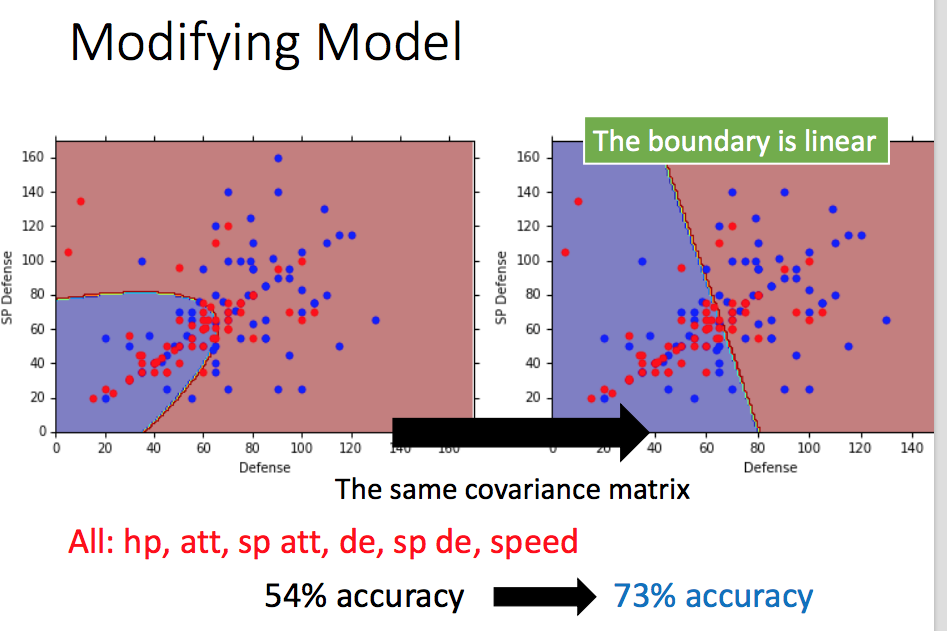 Modifying Model
The boundary is linear
160
140
120
100
80
60
40
20
0
SP Defense
0 20 40 60 80 100 120 140 160
Defense
160
140
120
100
80
60
40
20
SP Defense
0 20 40 60 80 100 120 140
Defense
The same covariance matrix
All: hp, att, sp att, de, sp de, speed
54% accuracy 73% accuracy